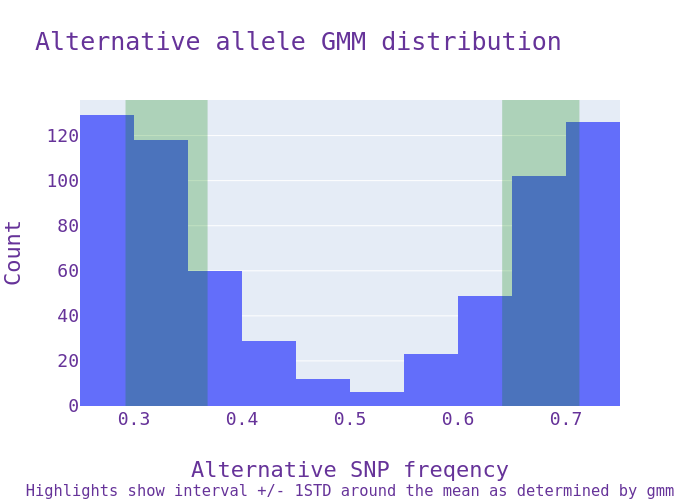 Alternative allele GMM distribution
120
100
80
60
40
20
0
Count
0.3 0.4 0.5 0.6 0.7
Alternative SNP freqency
Highlights show interval +/- 1STD around the mean as determined by gmm